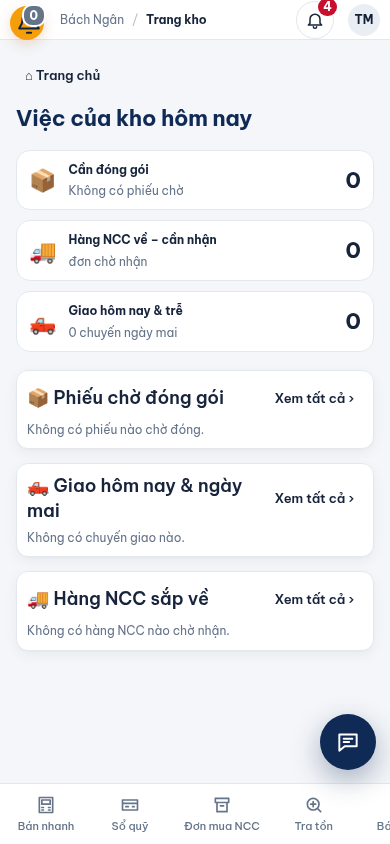 0
Bách Ngân / Trang kho
4
TM
⌂ Trang chủ
Việc của kho hôm nay
Cần đóng gói
Không có phiếu chờ
0
Hàng NCC về – cần nhận
đơn chờ nhận
0
Giao hôm nay & trễ
0 chuyến ngày mai
0
Phiếu chờ đóng gói
Xem tất cả ›
Không có phiếu nào chờ đóng.
Giao hôm nay & ngày
mai
Xem tất cả ›
Không có chuyến giao nào.
Hàng NCC sắp về
Xem tất cả ›
Không có hàng NCC nào chờ nhận.
Bán nhanh
Sổ quỹ
Đơn mua NCC
Tra tồn